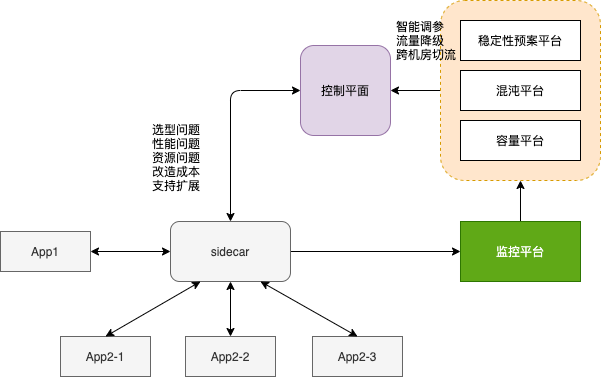 智能调参
流量降级
跨机房切流
稳定性预案平台
控制平面
混沌平台
容量平台
选型问题
性能问题
资源问题
改造成本
支持扩展
App1
sidecar
监控平台
App2-1
App2-2
App2-3